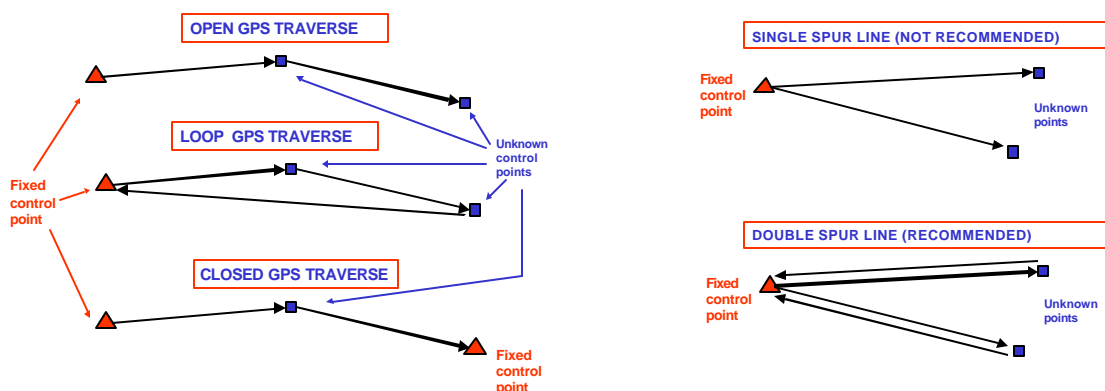 OPEN GPS TRAVERSE
LOOP GPS TRAVERSE
Unknown
control
points
Fixed
control
point
CLOSED GPS TRAVERSE
Fixed
control
point
SINGLE SPUR LINE (NOT RECOMMENDED)
Fixed
control
point
Unknown
points
DOUBLE SPUR LINE (RECOMMENDED)
Fixed
control
point
Unknown
points